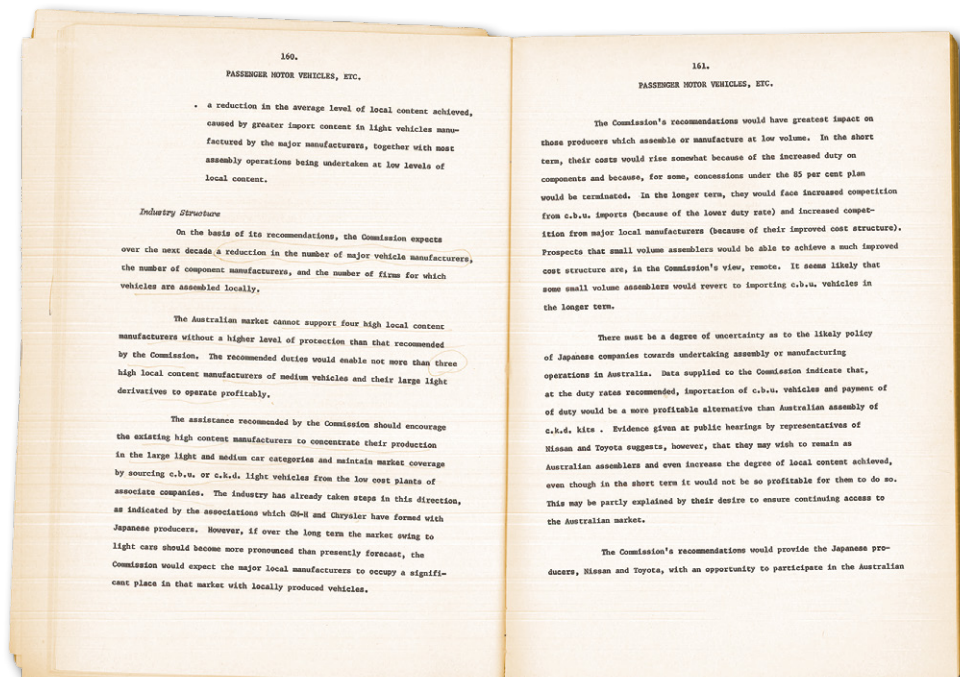 160.
PASSENGER MOTOR VEHICLES, ETC.
. a reduction in the average level of local content achieved,
caused by greater import content in light vehicles manu-
factured by the major manufacturers, together with most
assembly operations being undertaken at low levels of
local content.
Industry Structure
On the basis of its recommendations, the Commission expects
over the next decade a reduction in the number of major vehicle manufacturers,
the number of component manufacturers, and the number of firms for which
vehicles are assembled locally.
The Australian market cannot support four high local content
manufacturers without a higher level of protection than that recommended
by the Commission. The recommended duties would enable not more than three
high local content manufacturers of medium vehicles and their large light
derivatives to operate profitably.
The assistance recommended by the Commission should encourage
the existing high content manufacturers to concentrate their production
in the large light and medium car categories and maintain market coverage
by sourcing c.b.u. or c.k.d. light vehicles from the low cost plants of
associate companies. The industry has already taken steps in this direction,
as indicated by the associations which GM-H and Chrysler have formed with
Japanese producers. However, if over the long term the market swing to
light cars should become more pronounced than presently forecast, the
Commission would expect the major local manufacturers to occupy a signifi-
cant place in that market with locally produced vehicles.
161.
PASSENGER MOTOR VEHICLES, ETC.
The Commission's recommendations would have greatest impact on
those producers which assemble or manufacture at low volume. In the short
term, their costs would rise somewhat because of the increased duty on
components and because, for some, concessions under the 85 per cent plan
would be terminated. In the longer term, they would face increased competition
from c.b.u. imports (because of the lower duty rate) and increased compet-
ition from major local manufacturers (because of their improved cost structure).
Prospects that small volume assemblers would be able to achieve a much improved
cost structure are, in the Commission's view, remote. It seems likely that
some small volume assemblers would revert to importing c.b.u. vehicles in
the longer term.
There must be a degree of uncertainty as to the likely policy
of Japanese companies towards undertaking assembly or manufacturing
operations in Australia. Data supplied to the Commission indicate that,
at the duty rates recommended, importation of c.b.u. vehicles and payment of
of duty would be a more profitable alternative than Australian assembly of
c.k.d. kits . Evidence given at public hearings by representatives of
Nissan and Toyota suggests, however, that they may wish to remain as
Australian assemblers and even increase the degree of local content achieved,
even though in the short term it would not be so profitable for them to do so.
This may be partly explained by their desire to ensure continuing access to
the Australian market.
The Commission's recommendations would provide the Japanese pro-
ducers, Nissan and Toyota, with an opportunity to participate in the Australian